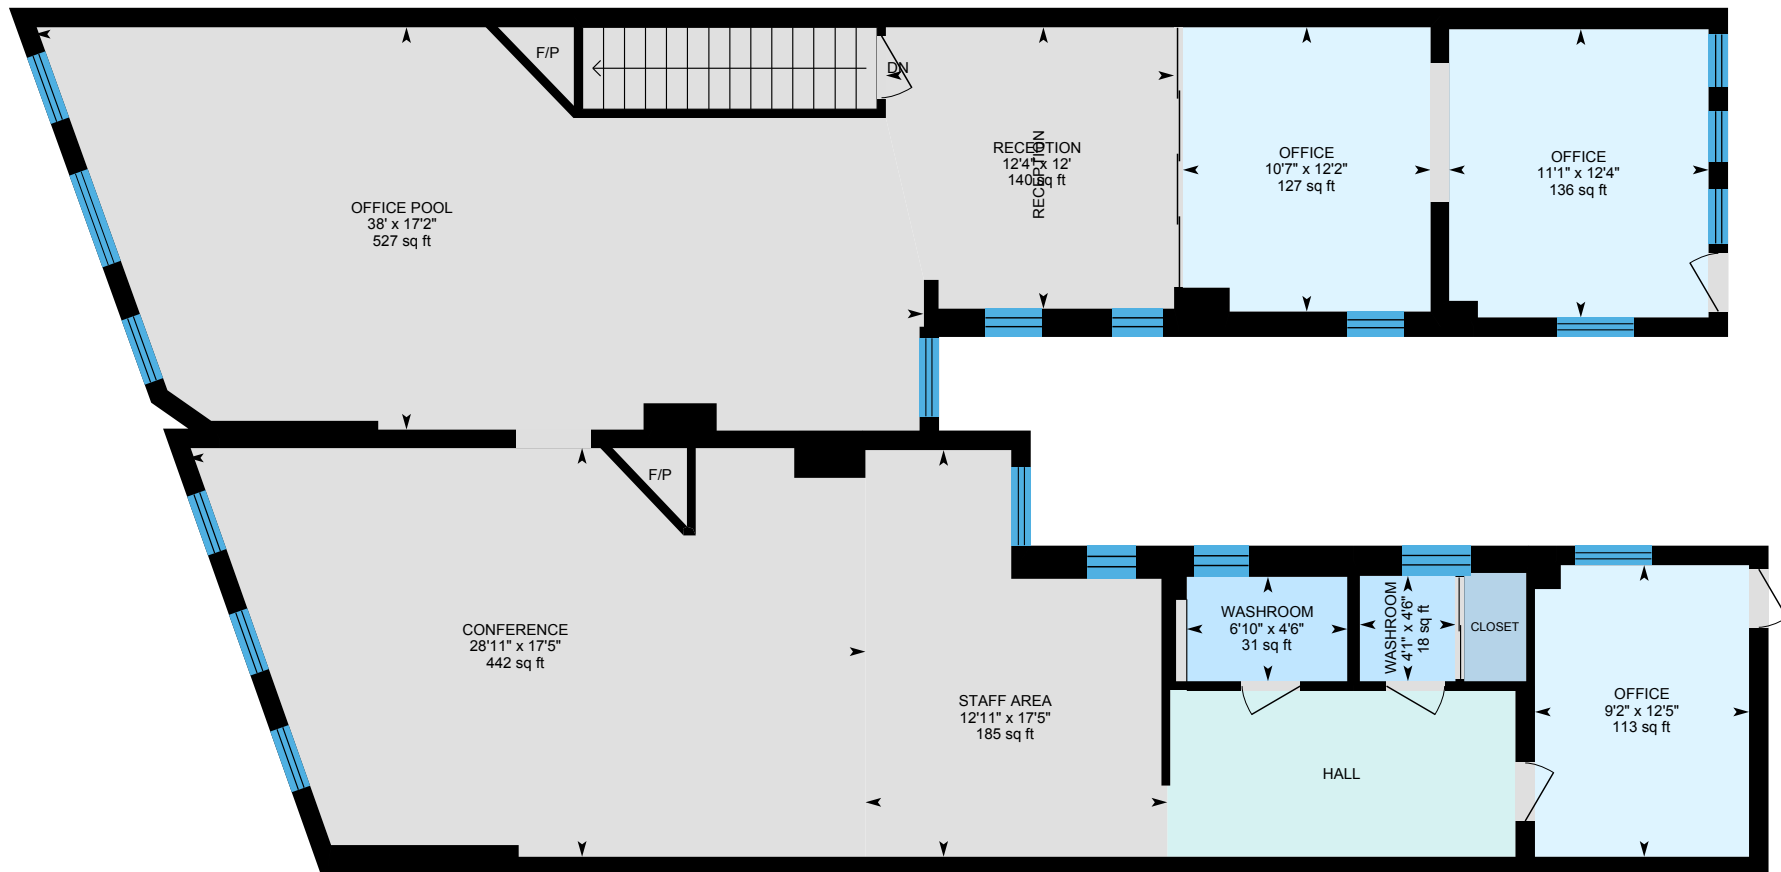 F/P
DN
RECEPTION
12'4" x 12'
140 sq ft
RECEPTION
OFFICE
10'7" x 12'2"
127 sq ft
OFFICE
11'1" x 12'4"
136 sq ft
OFFICE POOL
38' x 17'2"
527 sq ft
F/P
CONFERENCE
28'11" x 17'5"
442 sq ft
STAFF AREA
12'11" x 17'5"
185 sq ft
WASHROOM
6'10" x 4'6"
31 sq ft
WASHROOM
4'1" x 4'6"
18 sq ft
CLOSET
OFFICE
9'2" x 12'5"
113 sq ft
HALL